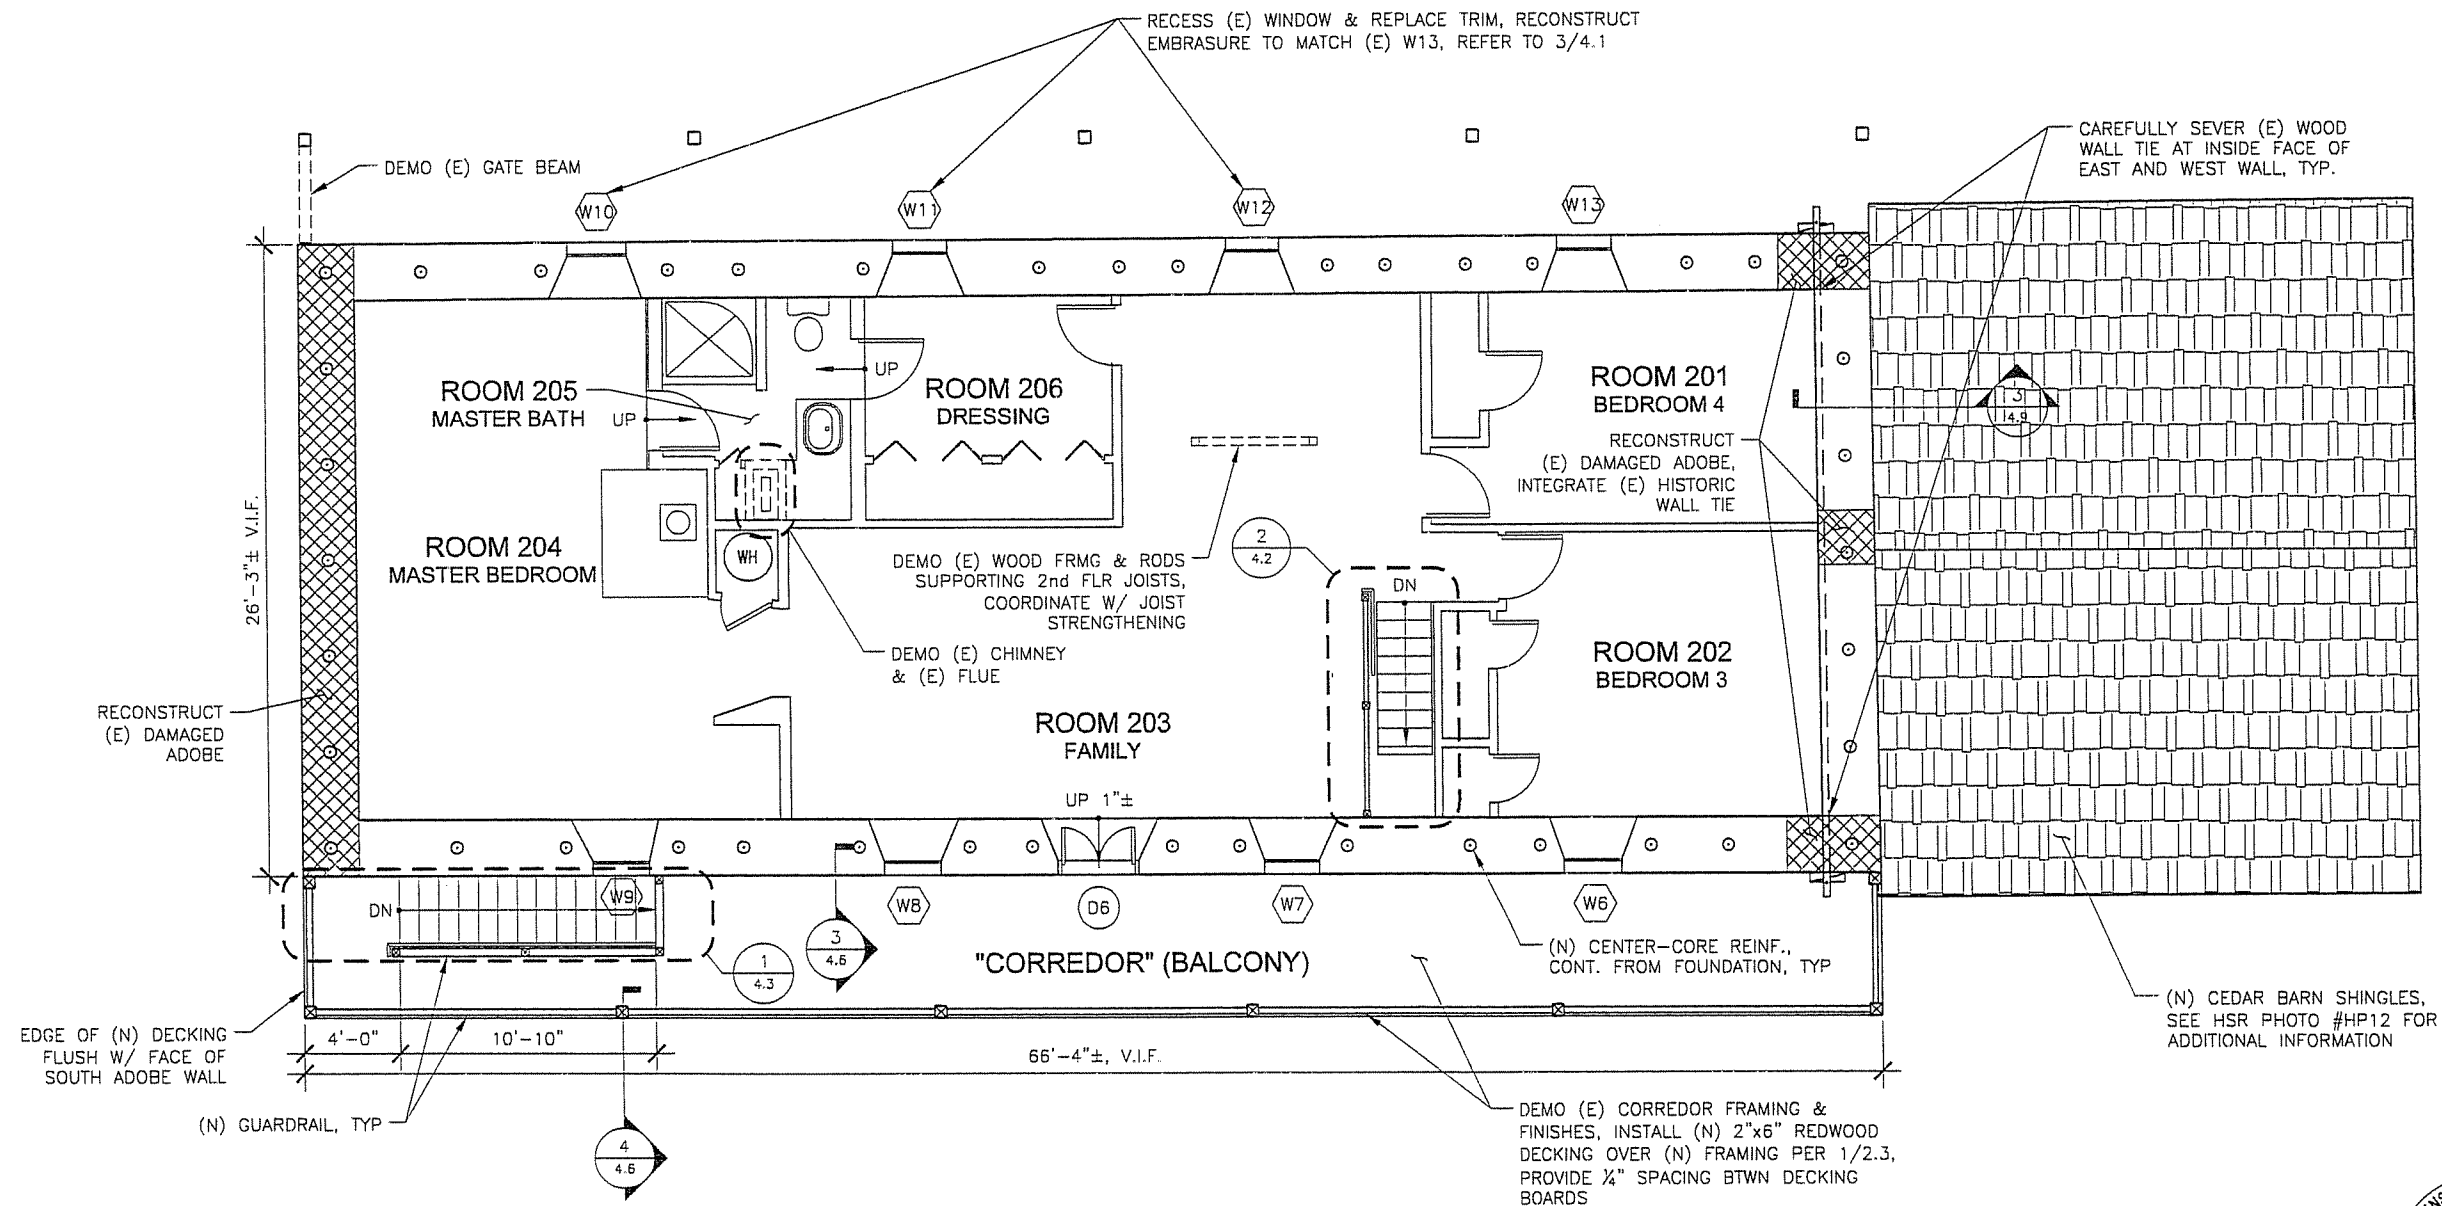 RECESS (E) WINDOW & REPLACE TRIM, RECONSTRUCT
EMBRASURE TO MATCH (E) W13, REFER TO 3/4.1
CAREFULLY SEVER (E) WOOD
WALL TIE AT INSIDE FACE OF
EAST AND WEST WALL, TYP.
DEMO (E) GATE BEAM
W10
W11
W12
W13
26'-3"± V.I.F.
ROOM 205
MASTER BATH
UP
UP
ROOM 206
DRESSING
ROOM 201
BEDROOM 4
3
4.9
RECONSTRUCT
(E) DAMAGED ADOBE,
INTEGRATE (E) HISTORIC
WALL TIE
ROOM 204
MASTER BEDROOM
WH
DEMO (E) WOOD FRMG & RODS
SUPPORTING 2nd FLR JOISTS,
COORDINATE W/ JOIST
STRENGTHENING
2
4.2
DN
DEMO (E) CHIMNEY
& (E) FLUE
ROOM 202
BEDROOM 3
RECONSTRUCT
(E) DAMAGED
ADOBE
ROOM 203
FAMILY
UP 1"±
DN
W9
W8
D6
W7
W6
3
4.6
1
4.3
"CORREDOR" (BALCONY)
(N) CENTER-CORE REINF.,
CONT. FROM FOUNDATION, TYP
(N) CEDAR BARN SHINGLES,
SEE HSR PHOTO #HP12 FOR
ADDITIONAL INFORMATION
EDGE OF (N) DECKING
FLUSH W/ FACE OF
SOUTH ADOBE WALL
4'-0"
10'-10"
66'-4"±, V.I.F.
(N) GUARDRAIL, TYP
4
4.6
DEMO (E) CORREDOR FRAMING &
FINISHES, INSTALL (N) 2"x6" REDWOOD
DECKING OVER (N) FRAMING PER 1/2.3,
PROVIDE ¼" SPACING BTWN DECKING
BOARDS